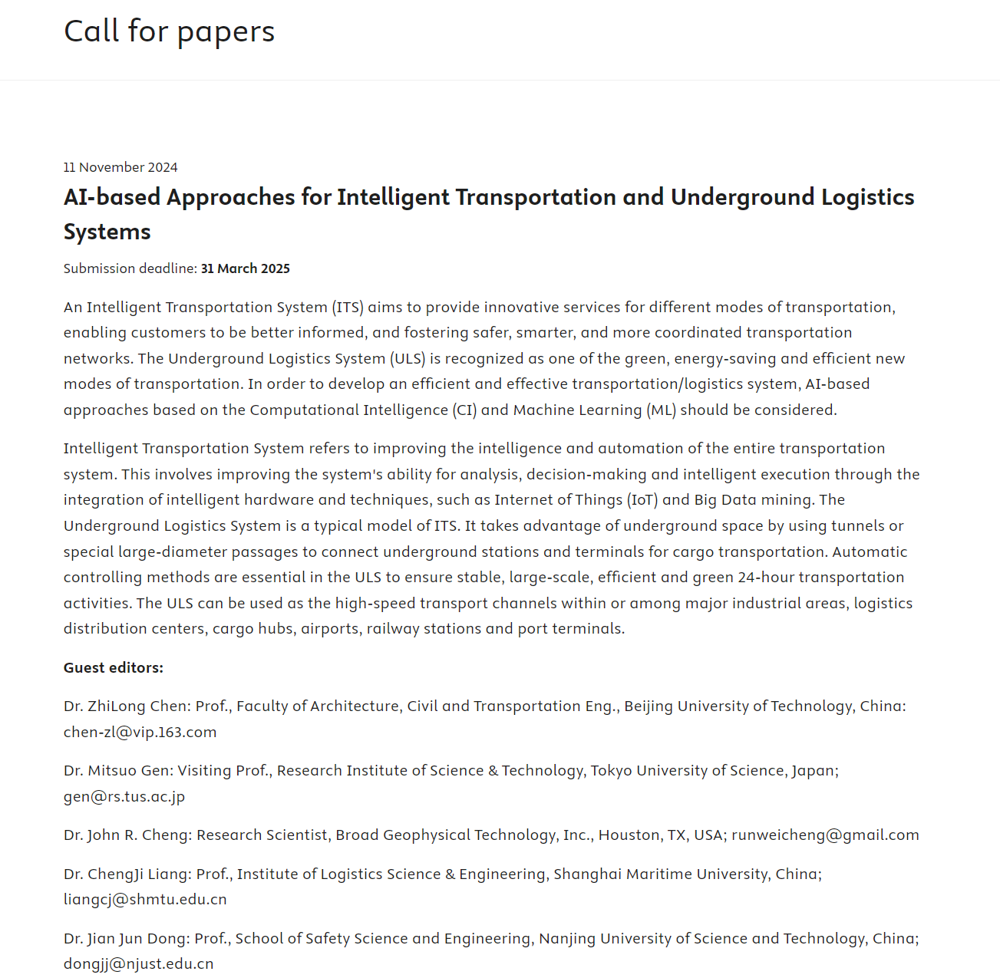 Call for papers
11 November 2024
AI-based Approaches for Intelligent Transportation and Underground Logistics
Systems
Submission deadline: 31 March 2025
An Intelligent Transportation System (ITS) aims to provide innovative services for different modes of transportation,
enabling customers to be better informed, and fostering safer, smarter, and more coordinated transportation
networks. The Underground Logistics System (ULS) is recognized as one of the green, energy-saving and efficient new
modes of transportation. In order to develop an efficient and effective transportation/logistics system, AI-based
approaches based on the Computational Intelligence (CI) and Machine Learning (ML) should be considered.
Intelligent Transportation System refers to improving the intelligence and automation of the entire transportation
system. This involves improving the system's ability for analysis, decision-making and intelligent execution through the
integration of intelligent hardware and techniques, such as Internet of Things (IoT) and Big Data mining. The
Underground Logistics System is a typical model of ITS. It takes advantage of underground space by using tunnels or
special large-diameter passages to connect underground stations and terminals for cargo transportation. Automatic
controlling methods are essential in the ULS to ensure stable, large-scale, efficient and green 24-hour transportation
activities. The ULS can be used as the high-speed transport channels within or among major industrial areas, logistics
distribution centers, cargo hubs, airports, railway stations and port terminals.
Guest editors:
Dr. ZhiLong Chen: Prof., Faculty of Architecture, Civil and Transportation Eng., Beijing University of Technology, China:
chen-zl@vip.163.com
Dr. Mitsuo Gen: Visiting Prof., Research Institute of Science & Technology, Tokyo University of Science, Japan;
gen@rs.tus.ac.jp
Dr. John R. Cheng: Research Scientist, Broad Geophysical Technology, Inc., Houston, TX, USA; runweicheng@gmail.com
Dr. ChengJi Liang: Prof., Institute of Logistics Science & Engineering, Shanghai Maritime University, China;
liangcj@shmtu.edu.cn
Dr. Jian Jun Dong: Prof., School of Safety Science and Engineering, Nanjing University of Science and Technology, China;
dongjj@njust.edu.cn